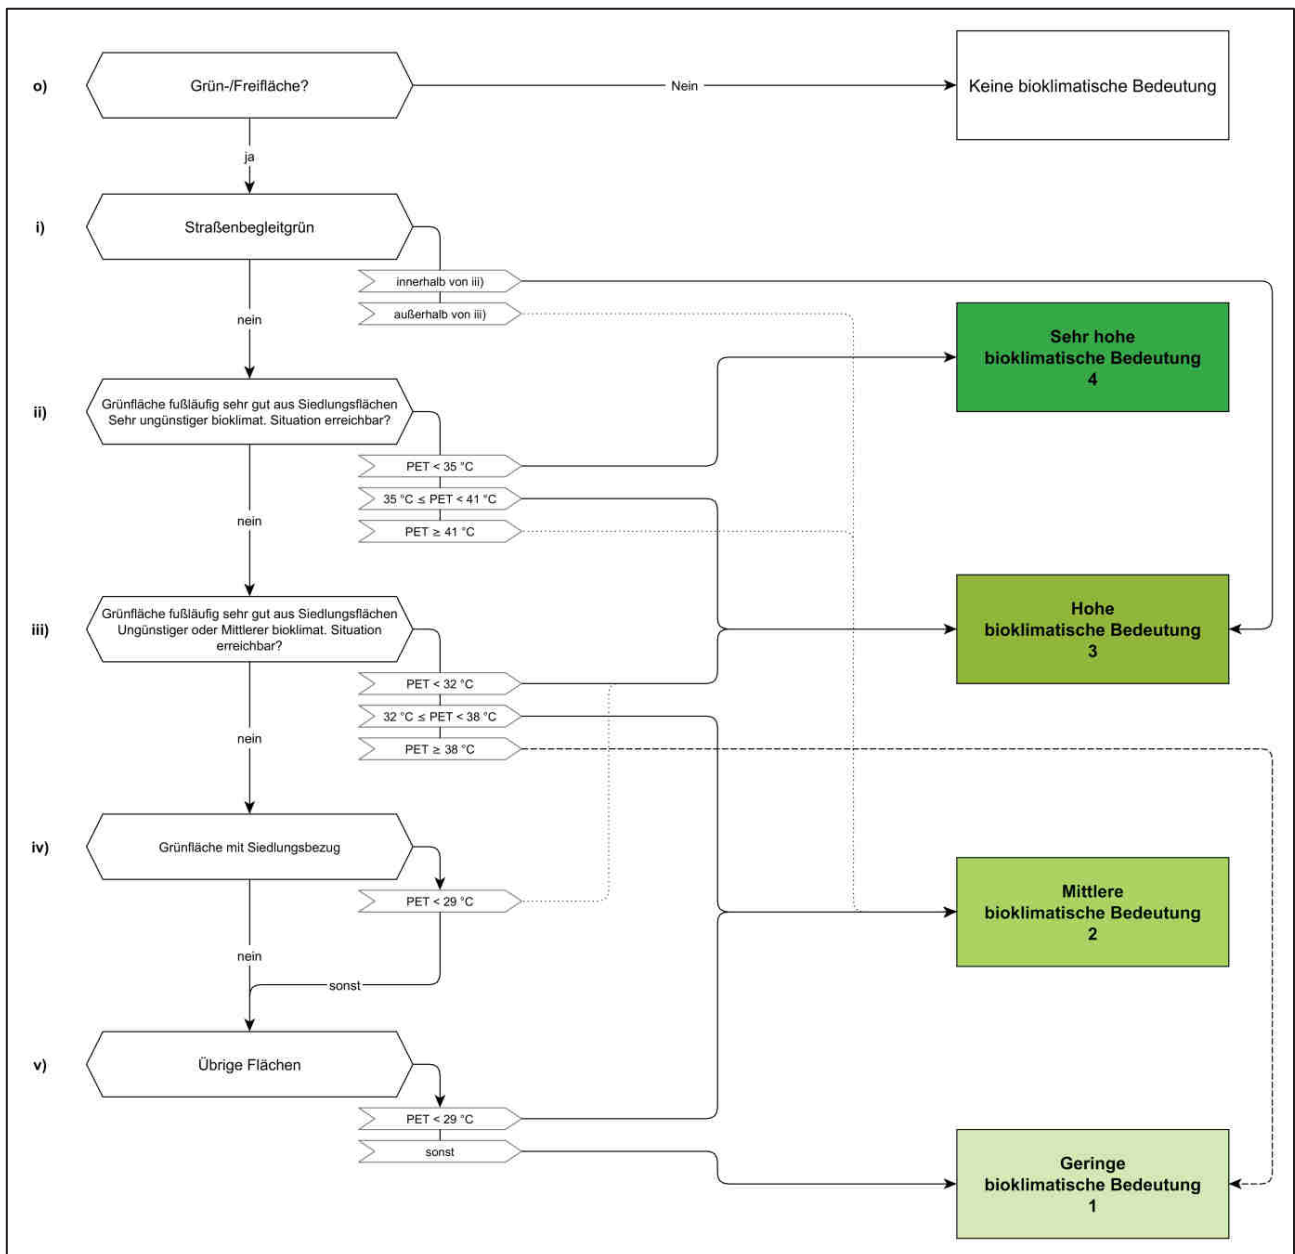 o)
Grün-/Freifläche?
Nein
Keine bioklimatische Bedeutung
ja
i)
Straßenbegleitgrün
innerhalb von iii)
außerhalb von iii)
nein
Sehr hohe
bioklimatische Bedeutung
4
ii)
Grünfläche fußläufig sehr gut aus Siedlungsflächen
Sehr ungünstiger bioklimat. Situation erreichbar?
PET < 35 °C
35 °C ≤ PET < 41 °C
PET ≥ 41 °C
nein
Hohe
bioklimatische Bedeutung
3
iii)
Grünfläche fußläufig sehr gut aus Siedlungsflächen
Ungünstiger oder Mittlerer bioklimat. Situation
erreichbar?
PET < 32 °C
32 °C ≤ PET < 38 °C
PET ≥ 38 °C
nein
iv)
Grünfläche mit Siedlungsbezug
PET < 29 °C
Mittlere
bioklimatische Bedeutung
2
nein
sonst
v)
Übrige Flächen
PET < 29 °C
sonst
Geringe
bioklimatische Bedeutung
1